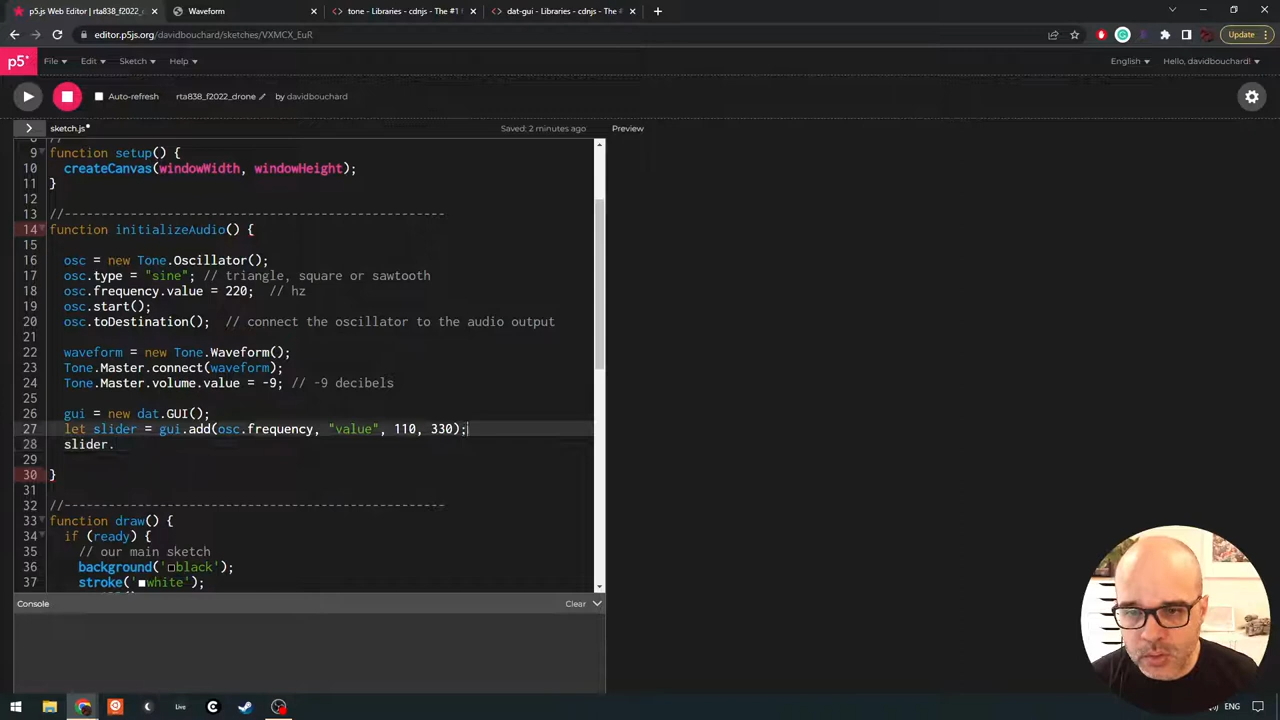 p5.js Web Editor | rta838_f2022_
Waveform
tone - Libraries - cdnjs - The #1 f
dat-gui - Libraries - cdnjs - The #
editor.p5js.org/davidbouchard/sketches/VXMCX_EuR
Update
p5*
File
Edit
Sketch
Help
English
Hello, davidbouchard!
Auto-refresh
rta838_f2022_drone
by davidbouchard
sketch.js*
Saved: 2 minutes ago
Preview
9 function setup() {
10 createCanvas(windowWidth, windowHeight);
11 }
12
13 //----------------------------------------------------
14 function initializeAudio() {
15
16 osc = new Tone.Oscillator();
17 osc.type = "sine"; // triangle, square or sawtooth
18 osc.frequency.value = 220; // hz
19 osc.start();
20 osc.toDestination(); // connect the oscillator to the audio output
21
22 waveform = new Tone.Waveform();
23 Tone.Master.connect(waveform);
24 Tone.Master.volume.value = -9; // -9 decibels
25
26 gui = new dat.GUI();
27 let slider = gui.add(osc.frequency, "value", 110, 330);
28 slider.
29
30 }
31
32 //----------------------------------------------------
33 function draw() {
34 if (ready) {
35 // our main sketch
36 background('black');
37 stroke('white');
Console
Clear
Live
ENG